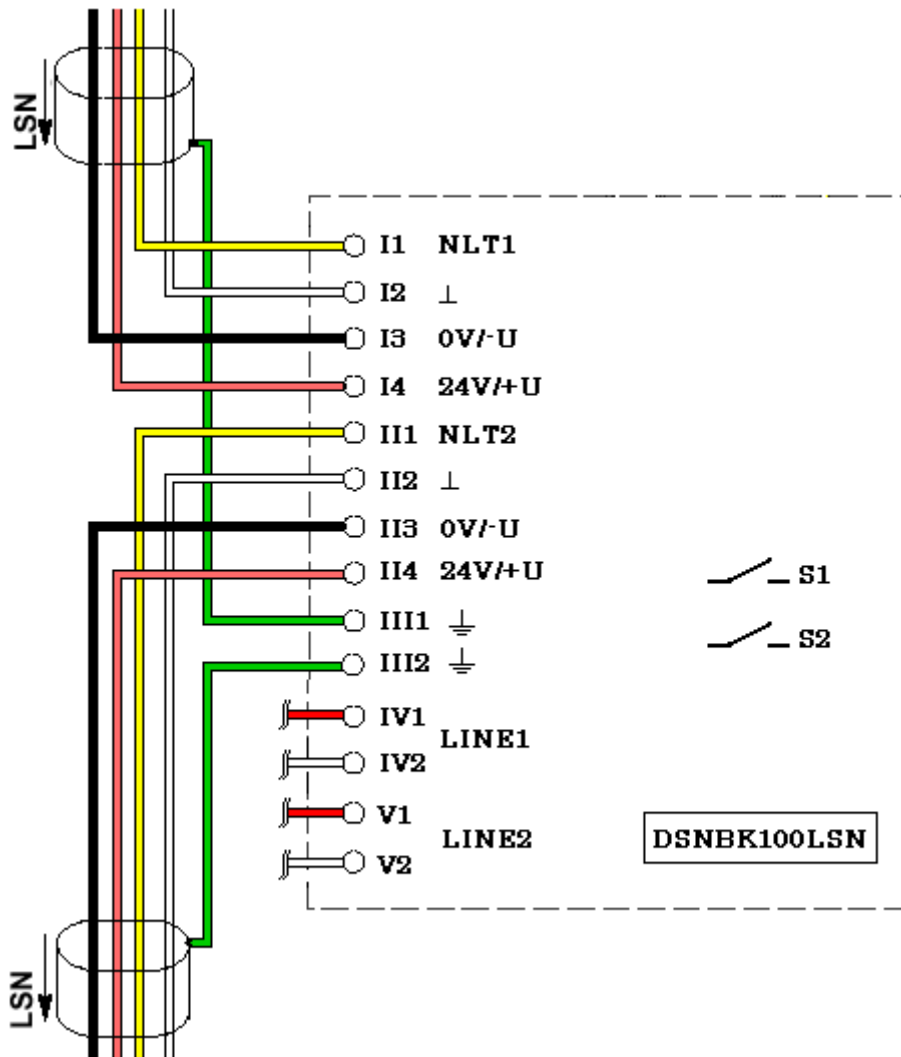 LSN
I1 NLT1
I2 ⊥
I3 0V/-U
I4 24V/+U
II1 NLT2
II2 ⊥
II3 0V/-U
II4 24V/+U
S1
III1 ⏚
S2
III2 ⏚
IV1
LINE1
IV2
V1
LINE2
DSNBK100LSN
V2
LSN